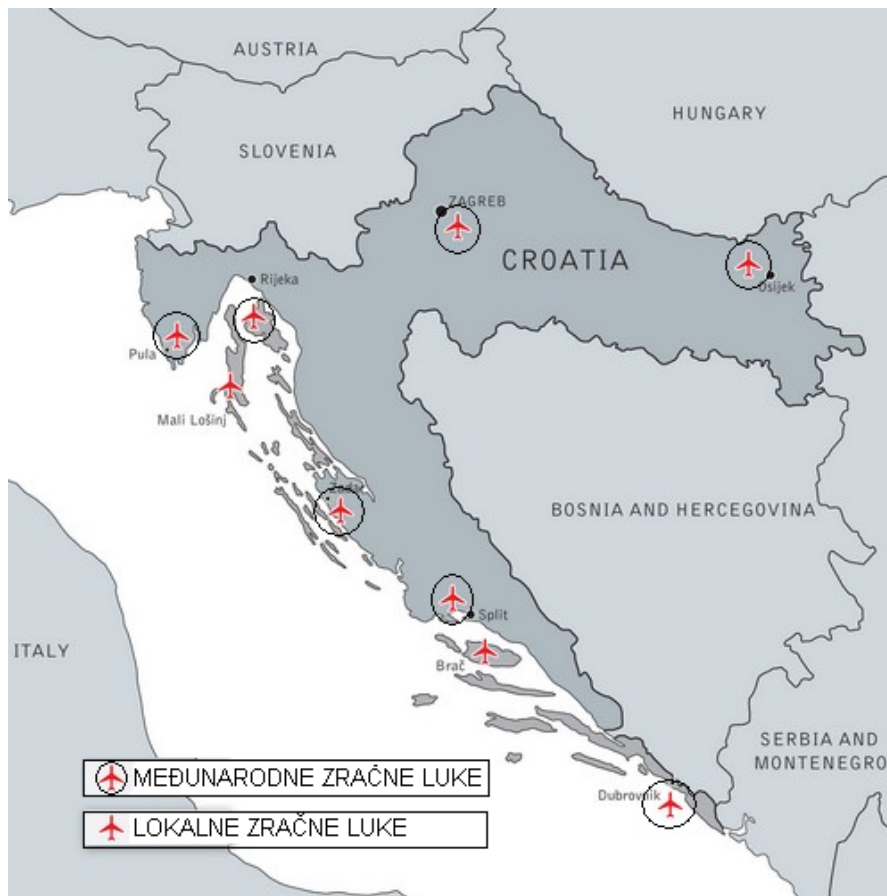 AUSTRIA
HUNGARY
SLOVENIA
ZAGREB
CROATIA
Rijeka
Osijek
Pula
Mali Lošinj
Zadar
BOSNIA AND HERCEGOVINA
Split
ITALY
Brač
SERBIA AND
MONTENEGRO
Dubrovnik
MEĐUNARODNE ZRAČNE LUKE
LOKALNE ZRAČNE LUKE